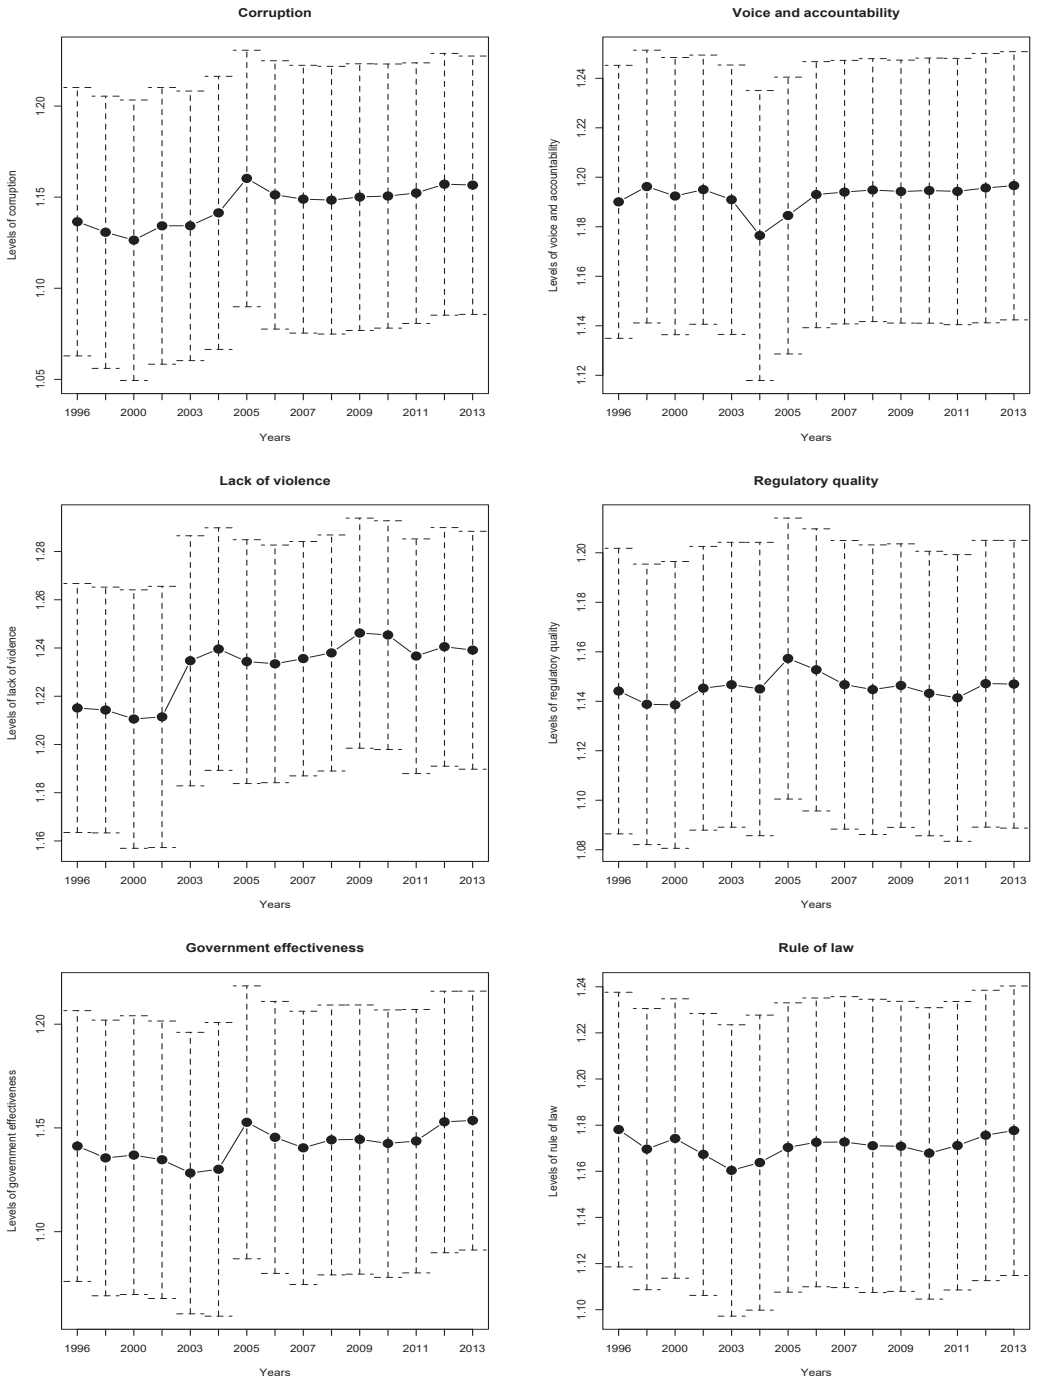 Corruption
Levels of corruption
1.20
1.15
1.10
1.05
1996 2000 2003 2005 2007 2009 2011 2013
Years
Voice and accountability
Levels of voice and accountability
1.24
1.22
1.20
1.18
1.16
1.14
1.12
1996 2000 2003 2005 2007 2009 2011 2013
Years
Lack of violence
Levels of lack of violence
1.28
1.26
1.24
1.22
1.20
1.18
1.16
1996 2000 2003 2005 2007 2009 2011 2013
Years
Regulatory quality
Levels of regulatory quality
1.20
1.18
1.16
1.14
1.12
1.10
1.08
1996 2000 2003 2005 2007 2009 2011 2013
Years
Government effectiveness
Levels of government effectiveness
1.20
1.15
1.10
1996 2000 2003 2005 2007 2009 2011 2013
Years
Rule of law
Levels of rule of law
1.24
1.22
1.20
1.18
1.16
1.14
1.12
1.10
1996 2000 2003 2005 2007 2009 2011 2013
Years